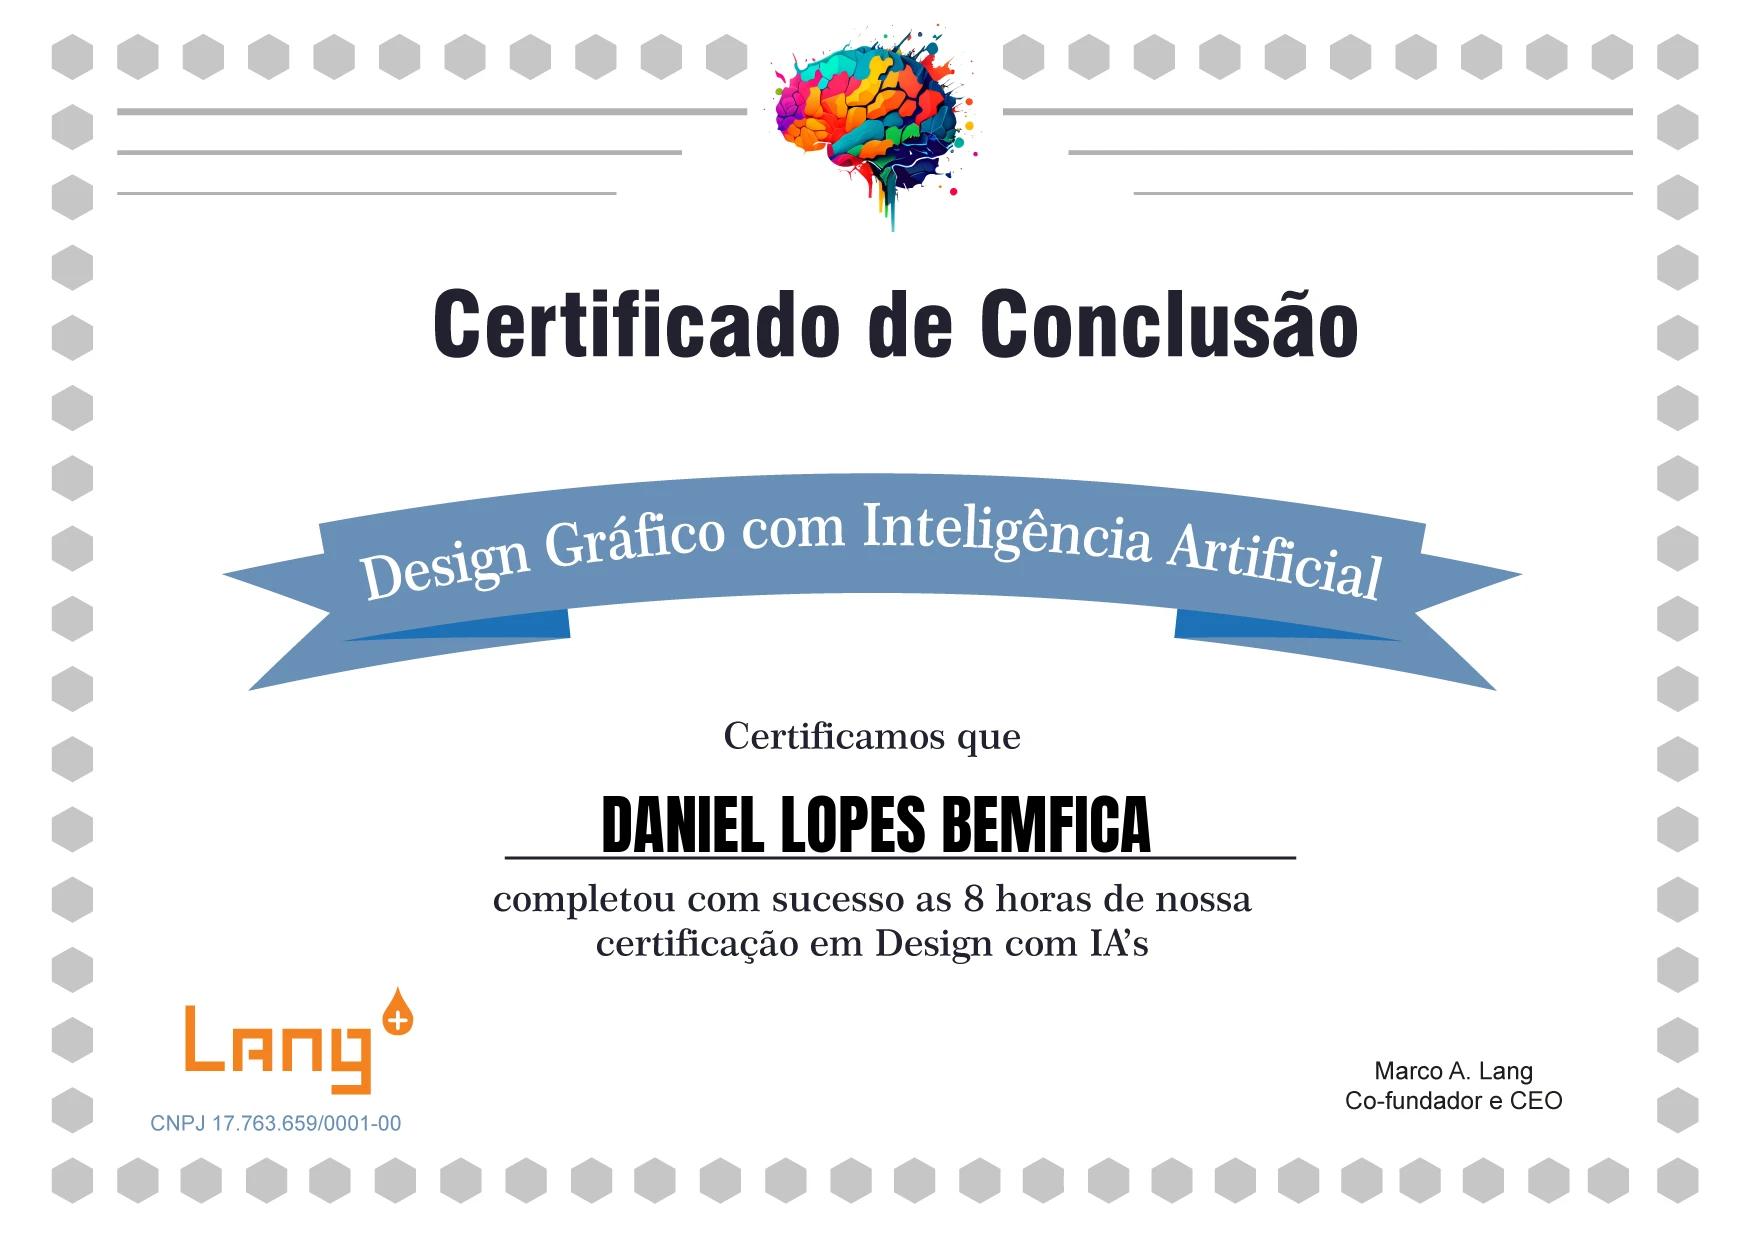 Certificado de Conclusão
Design Gráfico com Inteligência Artificial
Certificamos que
DANIEL LOPES BEMFICA
completou com sucesso as 8 horas de nossa
certificação em Design com IA’s
Lang+
CNPJ 17.763.659/0001-00
Marco A. Lang
Co-fundador e CEO